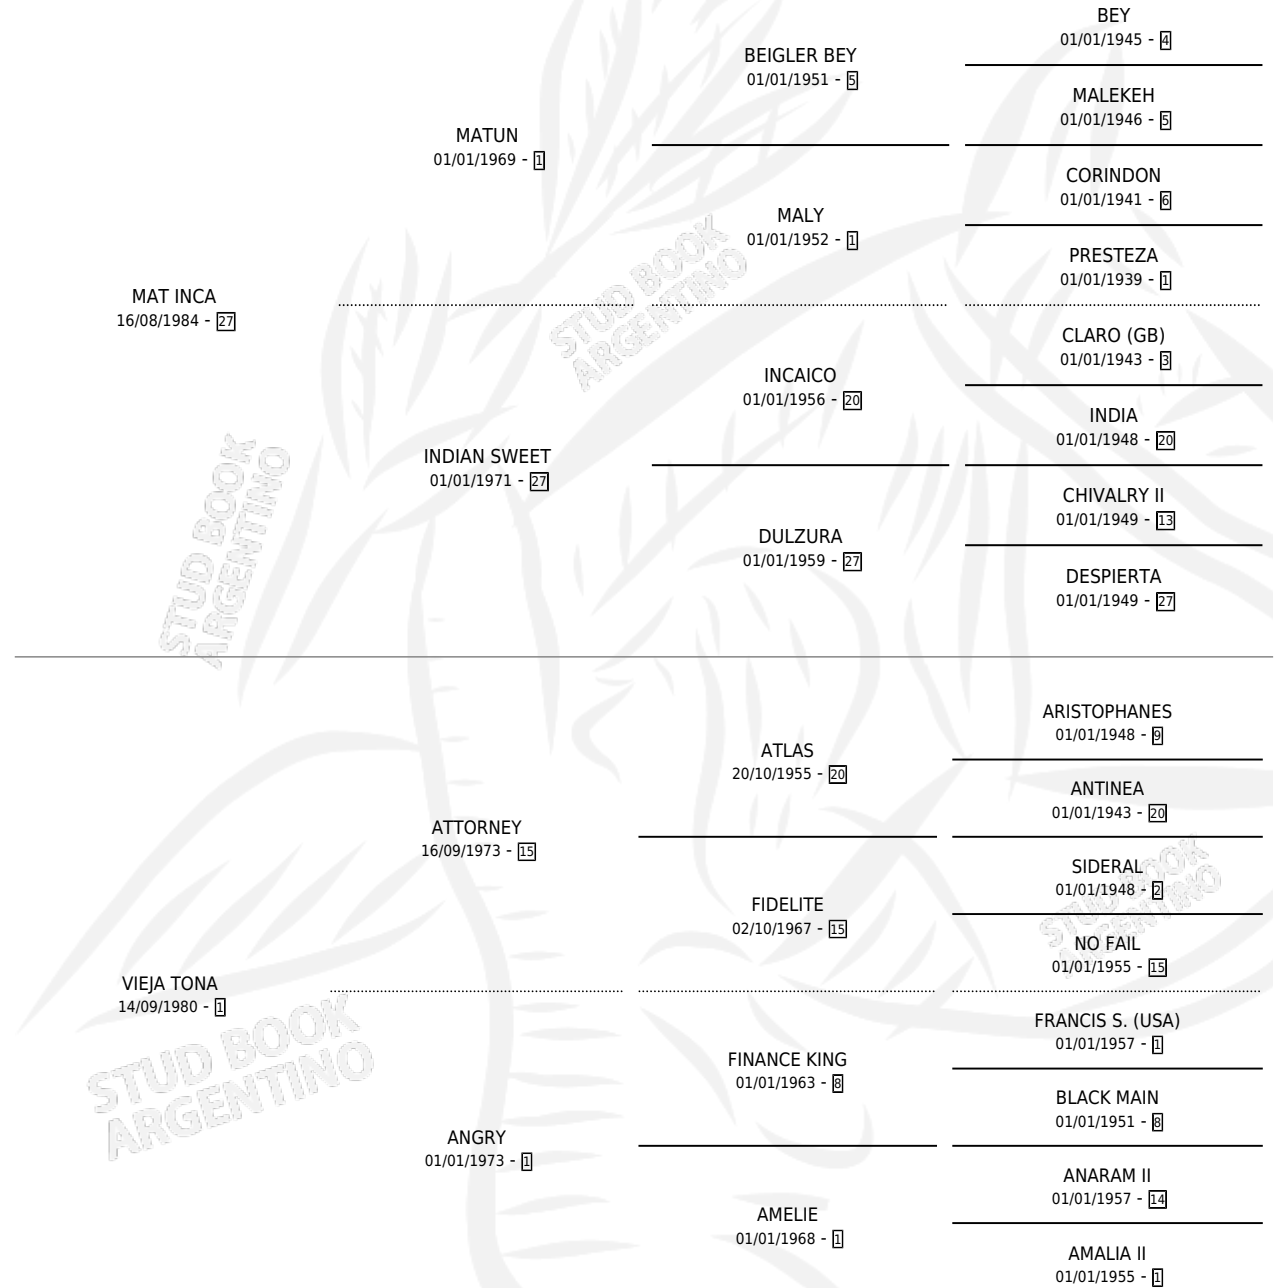 BEY
01/01/1945 - 4
BEIGLER BEY
01/01/1951 - 5
MALEKEH
01/01/1946 - 5
MATUN
01/01/1969 - 1
CORINDON
01/01/1941 - 6
MALY
01/01/1952 - 1
PRESTEZA
01/01/1939 - 1
MAT INCA
16/08/1984 - 27
CLARO (GB)
01/01/1943 - 3
INCAICO
01/01/1956 - 20
INDIA
01/01/1948 - 20
INDIAN SWEET
01/01/1971 - 27
CHIVALRY II
01/01/1949 - 13
DULZURA
01/01/1959 - 27
DESPIERTA
01/01/1949 - 27
ARISTOPHANES
01/01/1948 - 9
ATLAS
20/10/1955 - 20
ANTINEA
01/01/1943 - 20
ATTORNEY
16/09/1973 - 15
SIDERAL
01/01/1948 - 2
FIDELITE
02/10/1967 - 15
NO FAIL
01/01/1955 - 15
VIEJA TONA
14/09/1980 - 1
FRANCIS S. (USA)
01/01/1957 - 1
FINANCE KING
01/01/1963 - 8
BLACK MAIN
01/01/1951 - 8
ANGRY
01/01/1973 - 1
ANARAM II
01/01/1957 - 14
AMELIE
01/01/1968 - 1
AMALIA II
01/01/1955 - 1
STUD BOOK
ARGENTINO
STUD BOOK
ARGENTINO
STUD BOOK
ARGENTINO
STUD BOOK
ARGENTINO